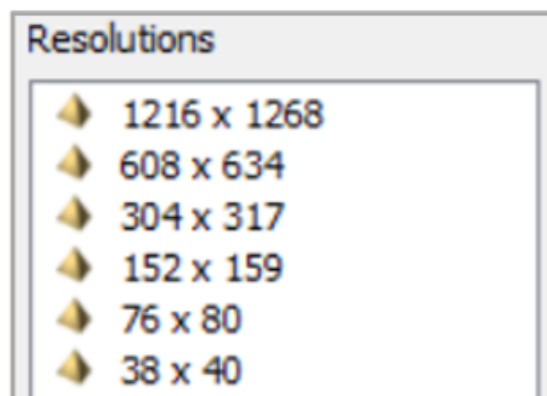 Resolutions
1216 x 1268
608 x 634
304 x 317
152 x 159
76 x 80
38 x 40